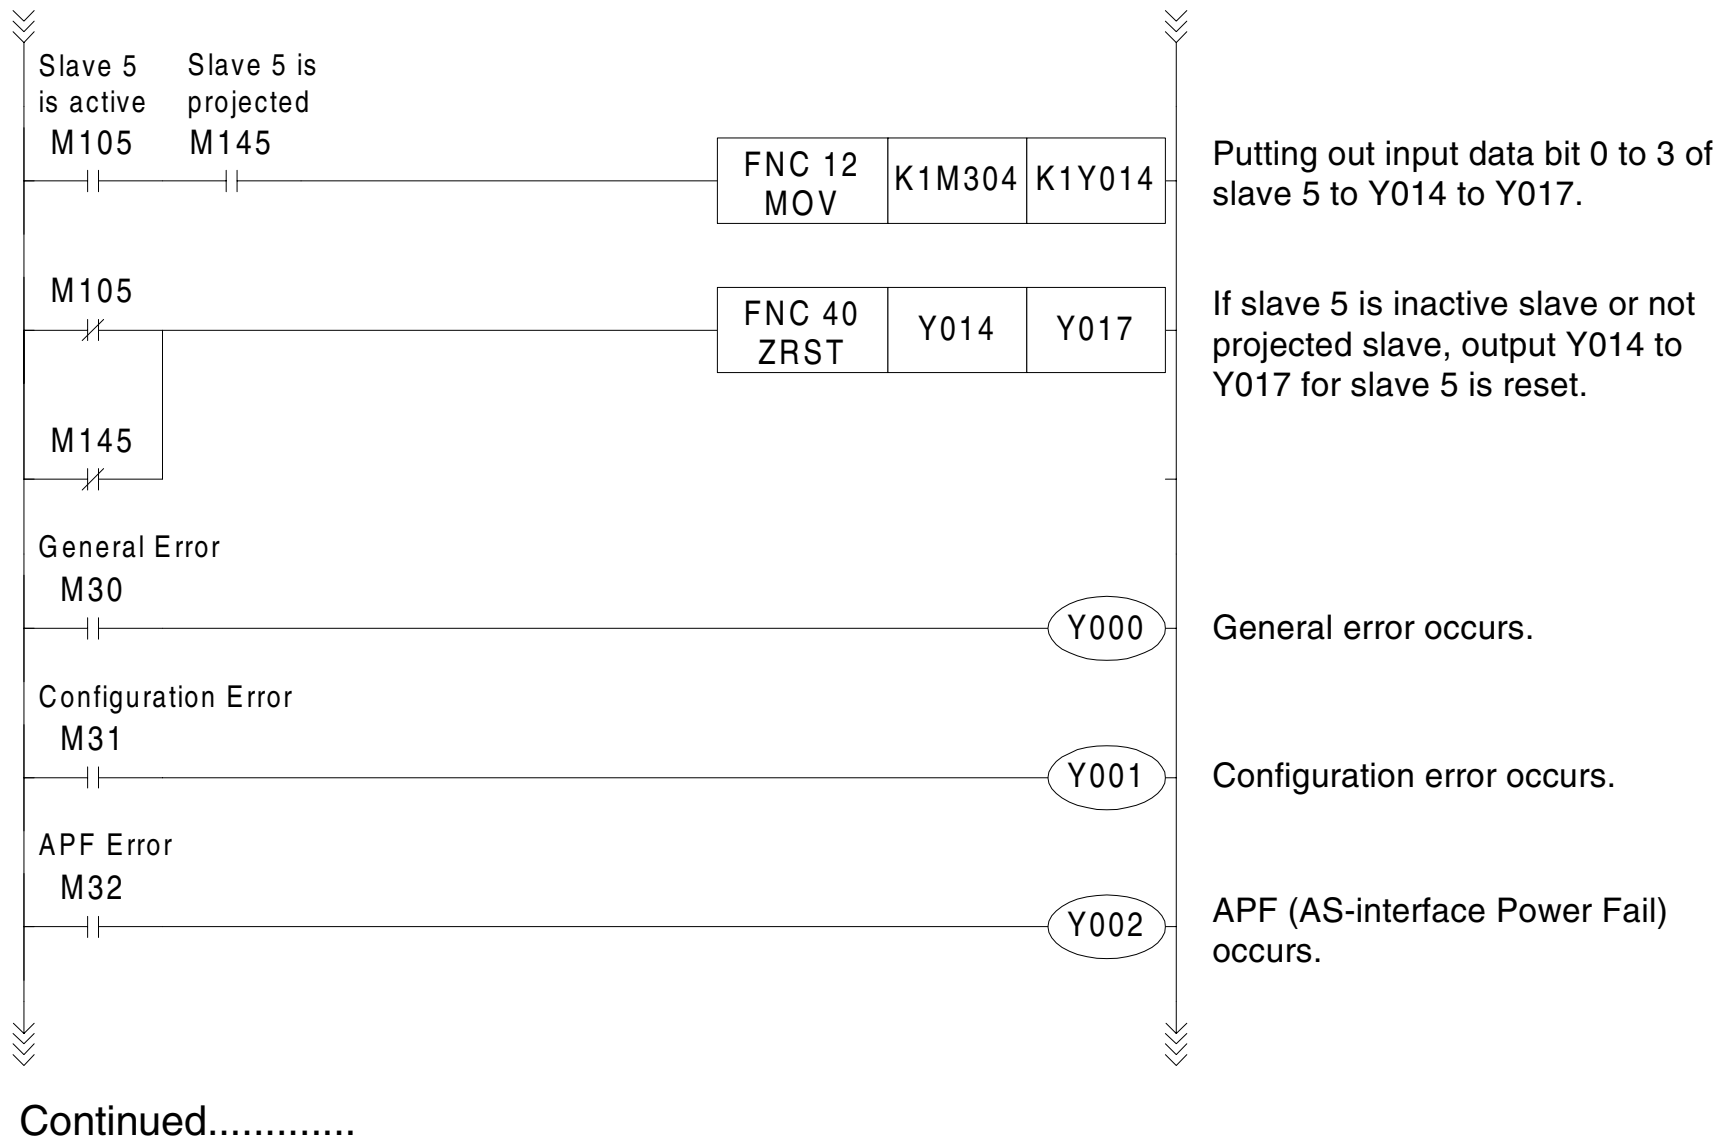 Slave 5 Slave 5 is
is active projected
M105 M145
FNC 12 K1M304 K1Y014
MOV
Putting out input data bit 0 to 3 of
slave 5 to Y014 to Y017.
M105
FNC 40 Y014 Y017
ZRST
If slave 5 is inactive slave or not
projected slave, output Y014 to
Y017 for slave 5 is reset.
M145
General Error
M30
Y000
General error occurs.
Configuration Error
M31
Y001
Configuration error occurs.
APF Error
M32
Y002
APF (AS-interface Power Fail)
occurs.
Continued.............